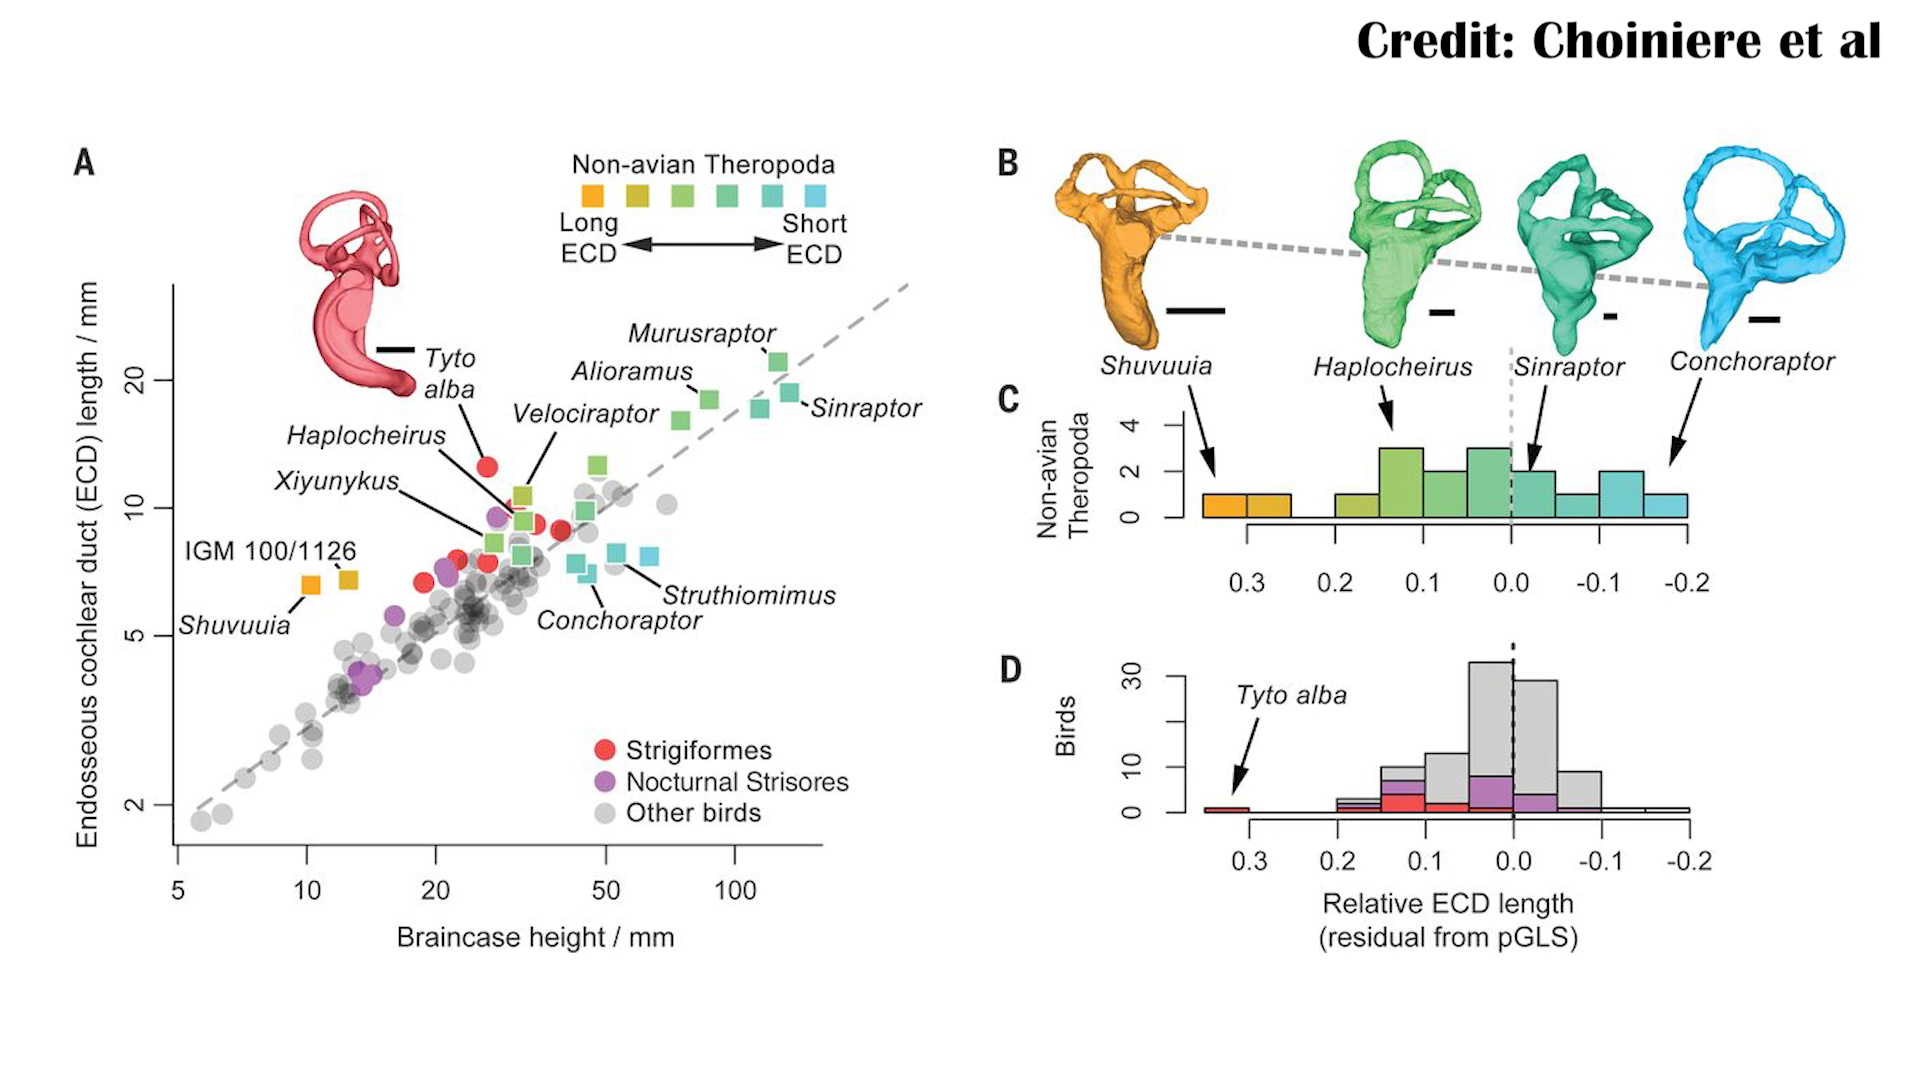 Credit: Choiniere et al
A
Non-avian Theropoda
Long
ECD
Short
ECD
Endosseous cochlear duct (ECD) length / mm
20
10
5
2
Tyto
alba
Murusraptor
Alioramus
Velociraptor
Sinraptor
Haplocheirus
Xiyunykus
IGM 100/1126
Shuvuuia
Struthiomimus
Conchoraptor
Strigiformes
Nocturnal Strisores
Other birds
5
10
20
50
100
Braincase height / mm
B
Shuvuuia
Haplocheirus
Sinraptor
Conchoraptor
C
Non-avian
Theropoda
4
2
0
0.3
0.2
0.1
0.0
-0.1
-0.2
D
Birds
30
10
0
Tyto alba
0.3
0.2
0.1
0.0
-0.1
-0.2
Relative ECD length
(residual from pGLS)